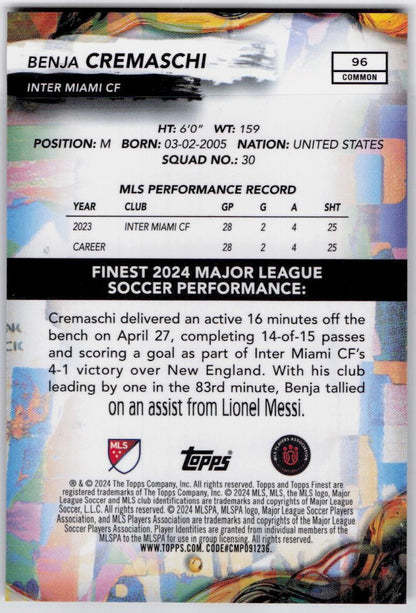 BENJA CREMASCHI
INTER MIAMI CF
96
COMMON
HT: 6'0" WT: 159
POSITION: M BORN: 03-02-2005 NATION: UNITED STATES
SQUAD NO.: 30
MLS PERFORMANCE RECORD
YEAR CLUB GP G A SHT
2023 INTER MIAMI CF 28 2 4 25
CAREER 28 2 4 25
FINEST 2024 MAJOR LEAGUE
SOCCER PERFORMANCE:
Cremaschi delivered an active 16 minutes off the
bench on April 27, completing 14-of-15 passes
and scoring a goal as part of Inter Miami CF's
4-1 victory over New England. With his club
leading by one in the 83rd minute, Benja tallied
on an assist from Lionel Messi.
MLS
Topps
MLS PLAYERS ASSOCIATION
® & © 2024 The Topps Company, Inc. All rights reserved. Topps and Topps Finest are
registered trademarks of The Topps Company, Inc. © 2024 MLS, MLS, the MLS logo, Major
League Soccer and MLS club identifications are trademarks and copyrights of Major League
Soccer, L.L.C. All rights reserved. © 2024 MLSPA, MLSPA logo, Major League Soccer Players
Association, and MLS Players Association are trademarks and copyrights of Major League
Soccer Players Association. Player Identities are granted from individual members of the
MLSPA to the MLSPA for use in group licensing. All rights reserved.
WWW.TOPPS.COM. CODE#CMP091236.